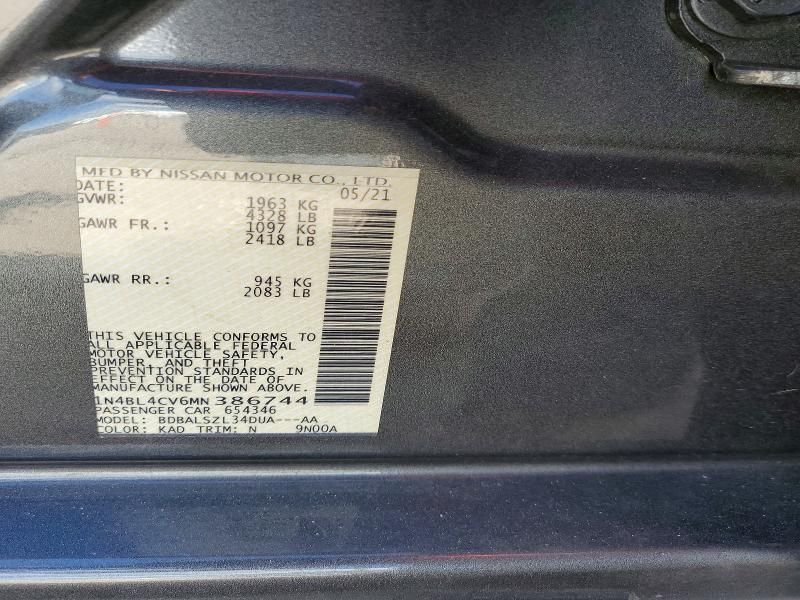 MFD BY NISSAN MOTOR CO., LTD.
DATE: 05/21
GVWR: 1963 KG
4328 LB
GAWR FR.: 1097 KG
2418 LB
GAWR RR.: 945 KG
2083 LB
THIS VEHICLE CONFORMS TO
ALL APPLICABLE FEDERAL
MOTOR VEHICLE SAFETY,
BUMPER, AND THEFT
PREVENTION STANDARDS IN
EFFECT ON THE DATE OF
MANUFACTURE SHOWN ABOVE.
1N4BL4CV6MN 386744
PASSENGER CAR 654346
MODEL: BDBALSZL34DUA---AA
COLOR: KAD TRIM: N 9N00A